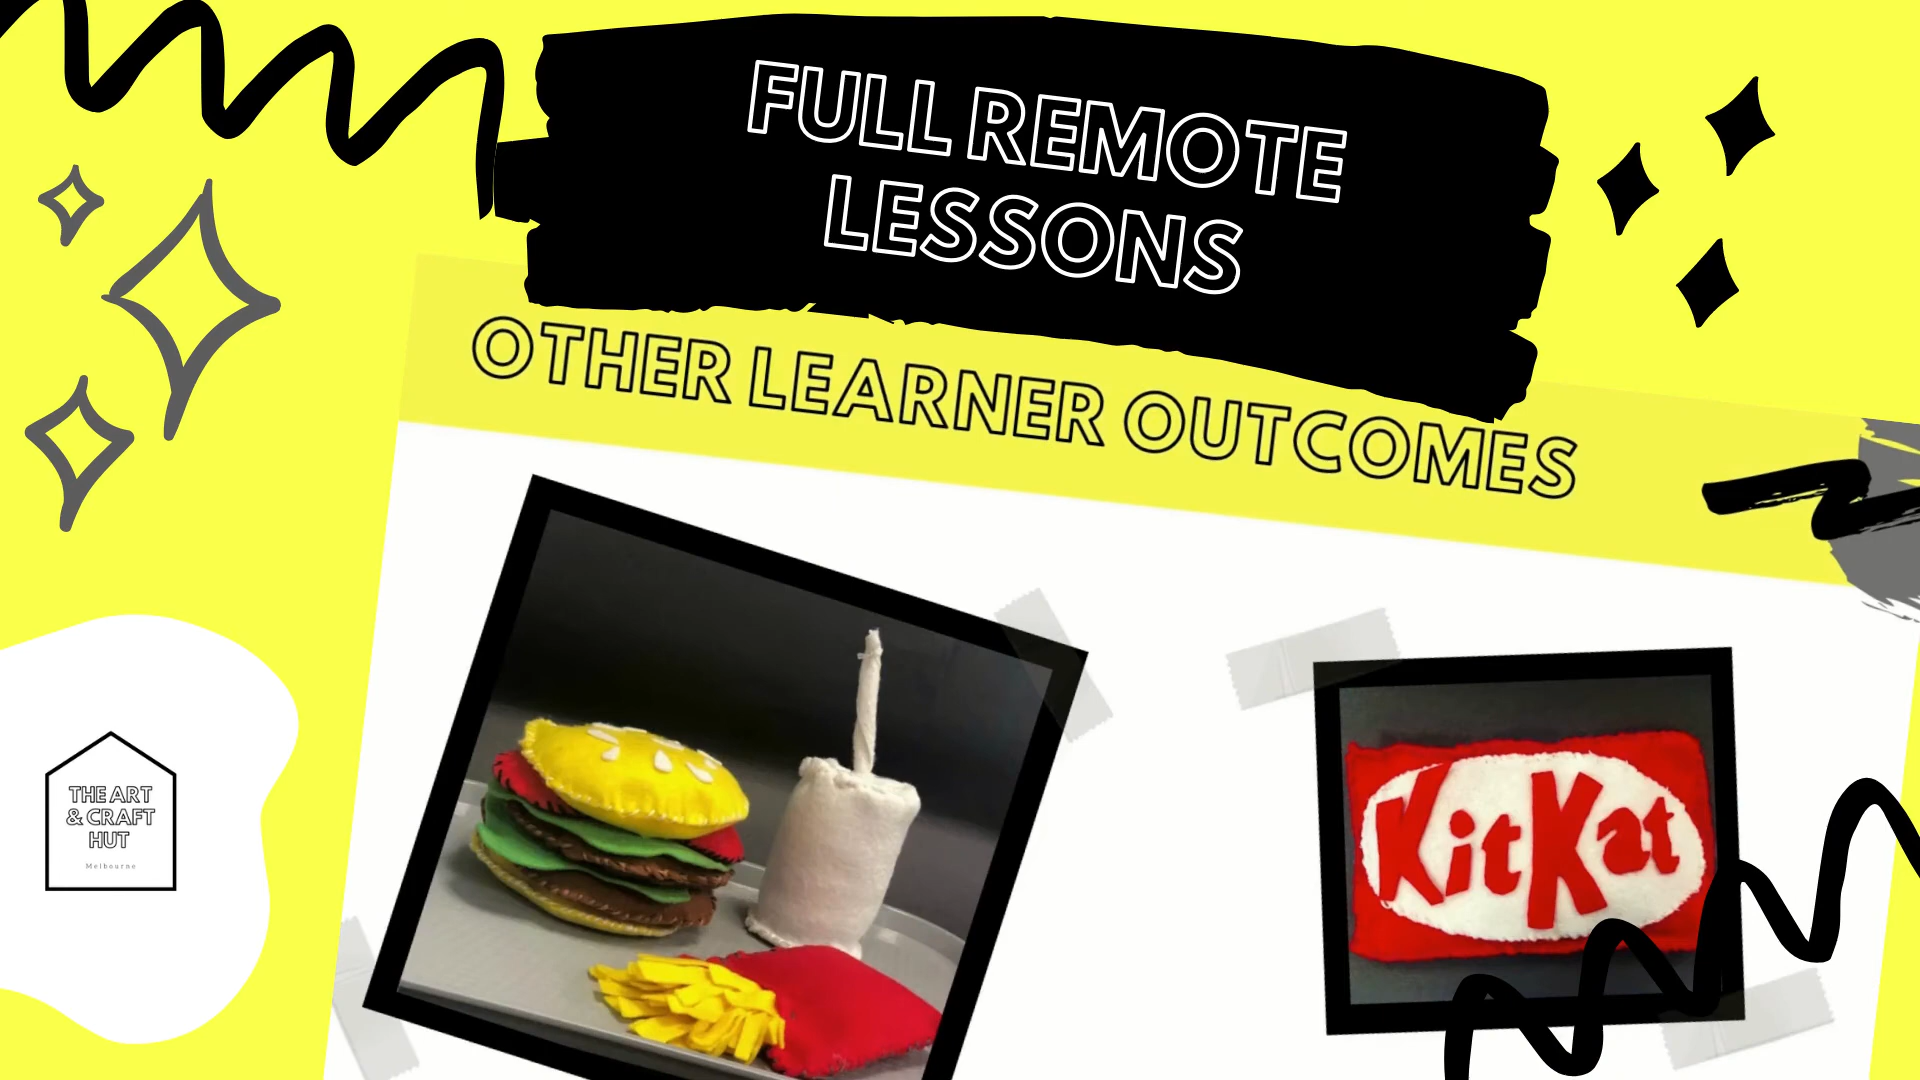 FULL REMOTE
LESSONS
OTHER LEARNER OUTCOMES
THE ART
& CRAFT
HUT
Melbourne
KitKat